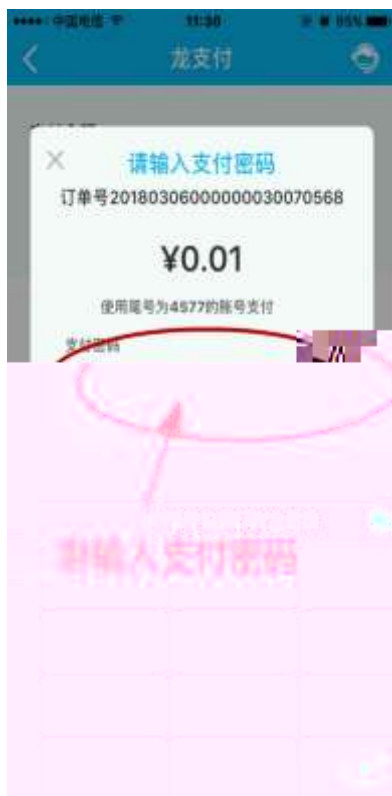 中国电信 11:30 95%
龙支付
请输入支付密码
订单号20180306000000030070568
¥0.01
使用尾号为4577的账号支付
支付密码
输入支付密码